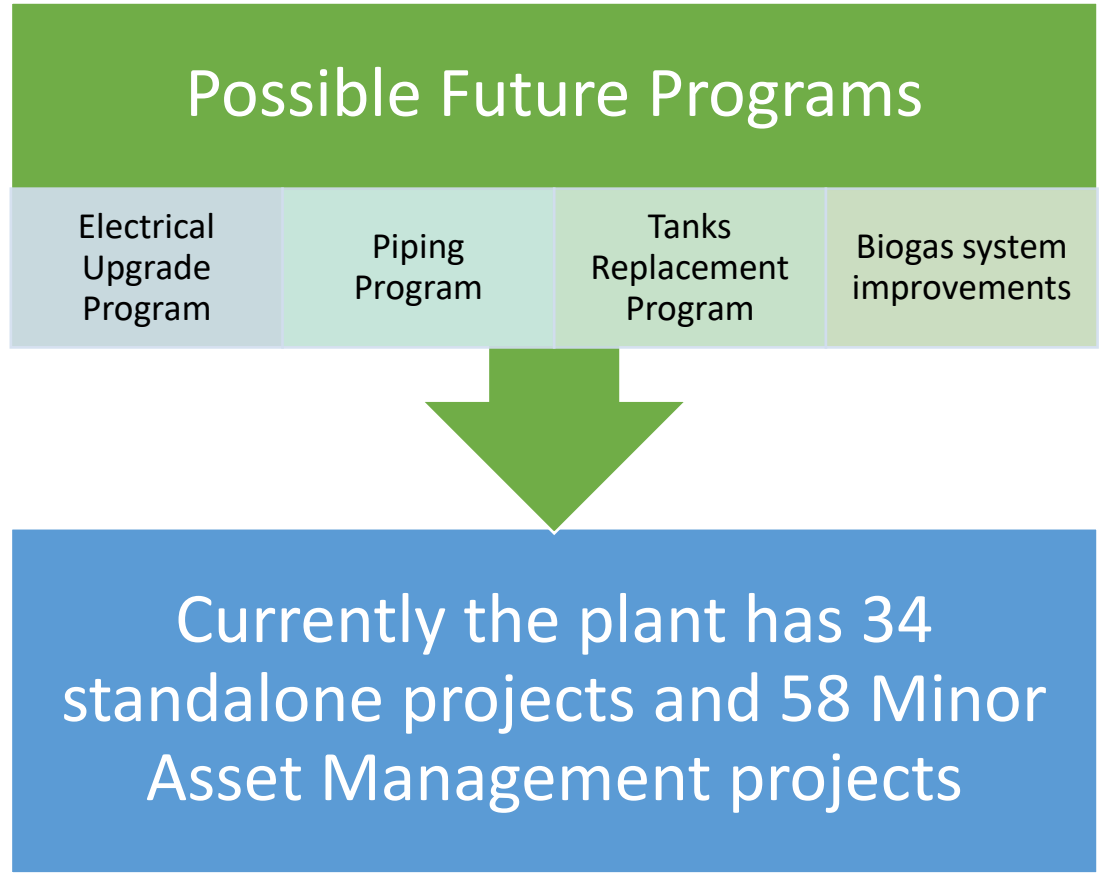 Possible Future Programs
Electrical
Upgrade
Program
Piping
Program
Tanks
Replacement
Program
Biogas system
improvements
Currently the plant has 34
standalone projects and 58 Minor
Asset Management projects